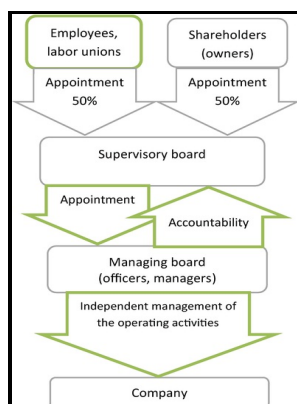 Employees,
labor unions
Shareholders
(owners)
Appointment
50%
Appointment
50%
Supervisory board
Appointment
Accountability
Managing board
(officers, managers)
Independent management of
the operating activities
Company